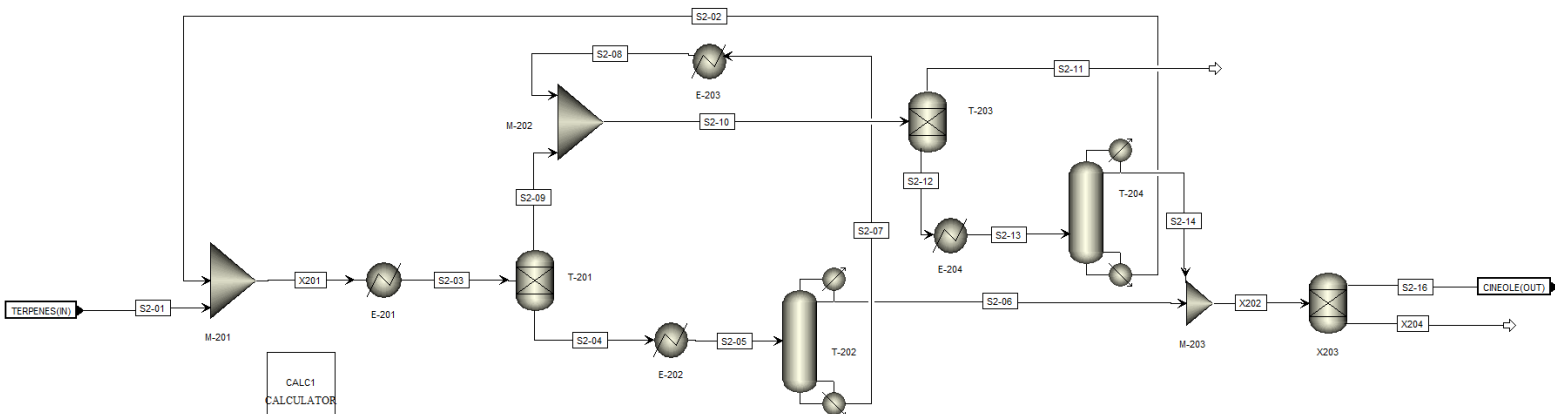 S2-02
S2-08
E-203
S2-11
T-203
M-202
S2-10
S2-12
T-204
S2-09
S2-14
S2-07
E-204
S2-13
TERPENES(IN)
S2-01
M-201
X201
E-201
S2-03
T-201
S2-04
E-202
S2-05
T-202
S2-06
M-203
X202
X203
S2-16
CINEOLE(OUT)
X204
CALC1
CALCULATOR